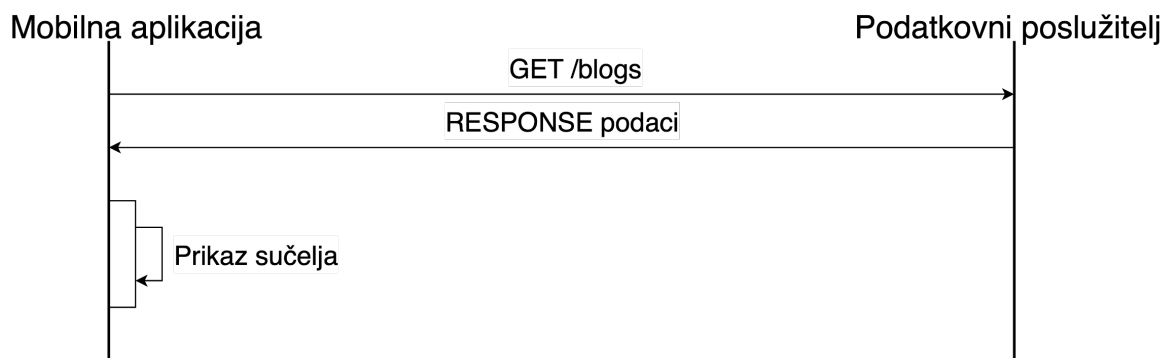 Mobilna aplikacija
Podatkovni poslužitelj
GET /blogs
RESPONSE podaci
Prikaz sučelja